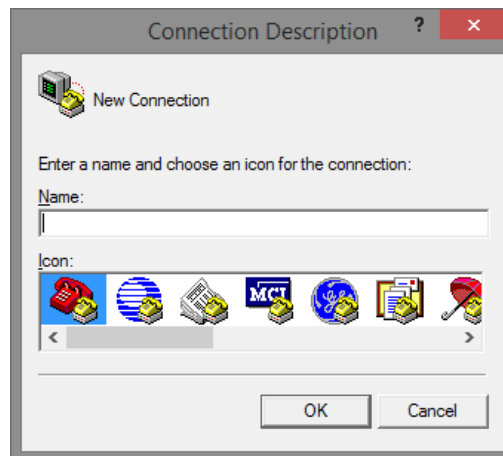 Connection Description
?
New Connection
Enter a name and choose an icon for the connection:
Name:
Icon:
MCI
OK
Cancel